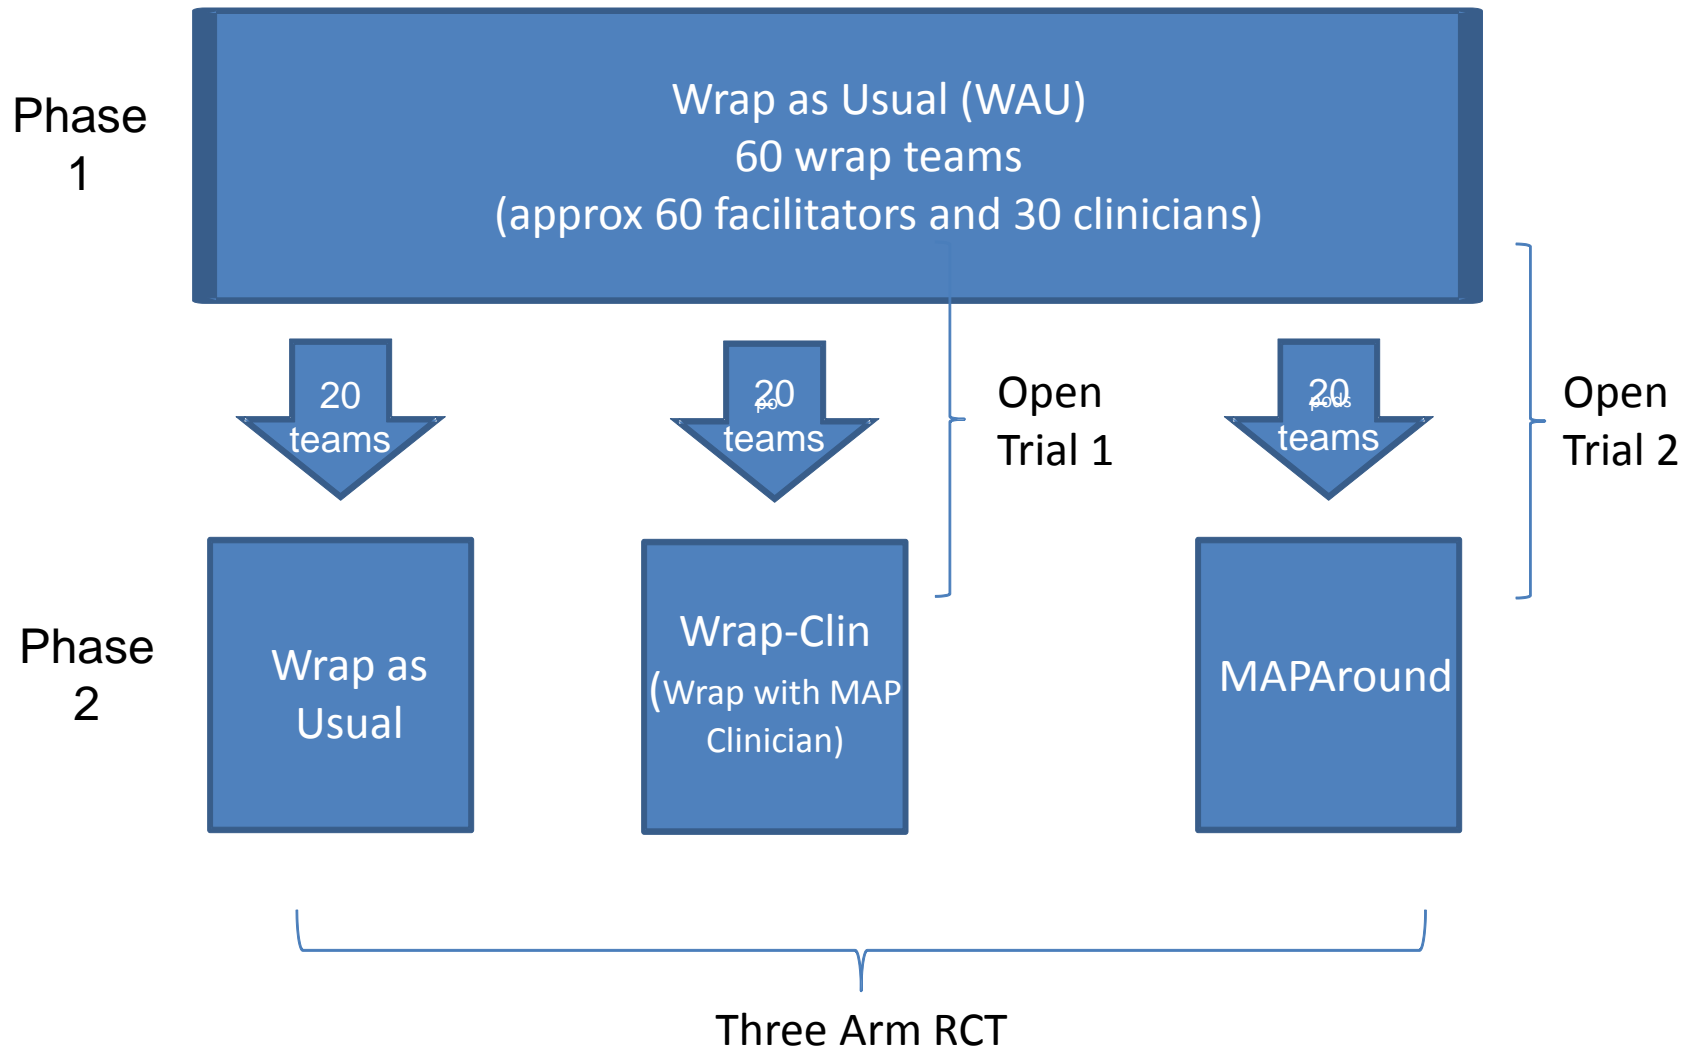 Phase
1
Wrap as Usual (WAU)
60 wrap teams
(approx 60 facilitators and 30 clinicians)
20
teams
20
po
teams
Open
Trial 1
20
pods
teams
Open
Trial 2
Phase
2
Wrap as
Usual
Wrap-Clin
(Wrap with MAP
Clinician)
MAPAround
Three Arm RCT